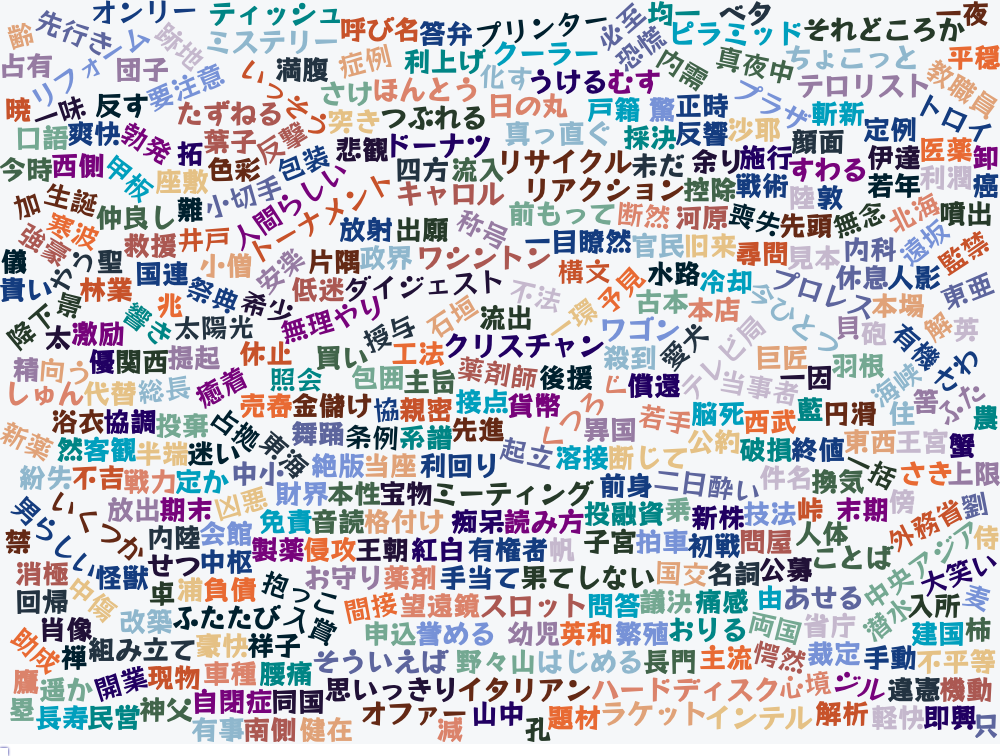 オンリー ティッシュ 呼び名 答弁 プリンター 必至 均一 ベタ 一夜
齢 先行き 跡地 ミステリー クーラー 恐慌 ピラミッド それどころか
占有 リフォーム 団子 いっそう 満腹 症例 利上げ 化す 内需 真夜中 ちょこっと 平穏
暁 一味 反す 要注意 さけ ほんとう うける むす テロリスト 教職員
たずねる 突き つぶれる 日の丸 戸籍 驚 正時 プラザ 斬新 トロイ
口語 爽快 勃発 葉子 反撃 悲観 ドーナツ 真っ直ぐ 採決 反響 沙耶 顔面 定例
今時 西側 甲板 拓 色彩 包装 四方 流入 リサイクル 未だ 余り 施行 すわる 伊達 医薬 卸
加 生誕 座敷 小切手 人間らしい トーナメント キャロル リアクション 控除 戦術 陸 敦 若年 利潤 癌
寒波 仲良し 難 放射 出願 称号 前もって 断然 河原 喪失 先頭 無念 北海 噴出
強豪 救援 井戸 一目瞭然 官民 旧来 尋問 見本 内科 遠坂 監禁
儀 やう 聖 国連 小僧 安楽 片隅 政界 ワシントン 構文 予見 水路 冷却 休息 人影
貴い 林業 兆 祭典 希少 低迷 ダイジェスト 不法 古本 本店 今ひとつ プロレス 本場 東亜
降下 景 太 激励 響き 太陽光 無理やり 授与 石垣 流出 一環 ワゴン テレビ局 貝 砲 有機 解 英
精 向う 優 関西 提起 休止 買い 工法 クリスチャン 殺到 愛犬 巨匠 羽根 さわ
しゅん 代替 総長 癒着 照会 包囲 主旨 薬剤師 後援 じっくり 償還 当事者 一因 海峡
浴衣 協調 投棄 売春 金儲け 協 親密 接点 貨幣 若手 脳死 西武 藍 円滑 住 箸 ふた 農
新薬 然 客観 半端 迷い 占拠 東海 舞踊 条例 系譜 先進 起立 異国 公約 破損 終値 東西 王宮 蟹
紛失 不吉 戦力 定か 中小 絶版 当座 利回り 溶接 断じて 件名 換気 一括 さき 上限
いくつか 放出 期末 凶悪 財界 本性 宝物 ミーティング 前身 二日酔い 末期 傍 劉
男らしい 内陸 会館 免責 音読 格付け 痴呆 読み方 投融資 乗 新株 技法 峠 外務省
禁 せつ 中枢 製薬 侵攻 王朝 紅白 有権者 帆 子宮 拍車 初戦 問屋 人体 ことば 中央アジア 侍
消極 怪獣 お守り 薬剤 手当て 果てしない 国交 名詞 公募 大笑い
回帰 中傷 浦 負債 抱っこ 間接 望遠鏡 スロット 問答 議決 痛感 由 あせる 潜水 入所 麦
肖像 改築 ふたたび 入賞 申込 誉める 幼児 英和 繁殖 おりる 両国 省庁 建国 柿
助成 禅 組み立て 豪快 祥子 そういえば 野々山 はじめる 長門 主流 愕然 裁定 手動 不平等
鷹 遥か 開業 現物 車種 腰痛 思いっきり イタリアン ハードディスク 心境 ジル 違憲 機動
塁 長寿 民営 神父 自閉症 同国 オファー 山中 題材 ラケット インテル 解析 軽快 即興
有事 南側 健在 減 孔 只